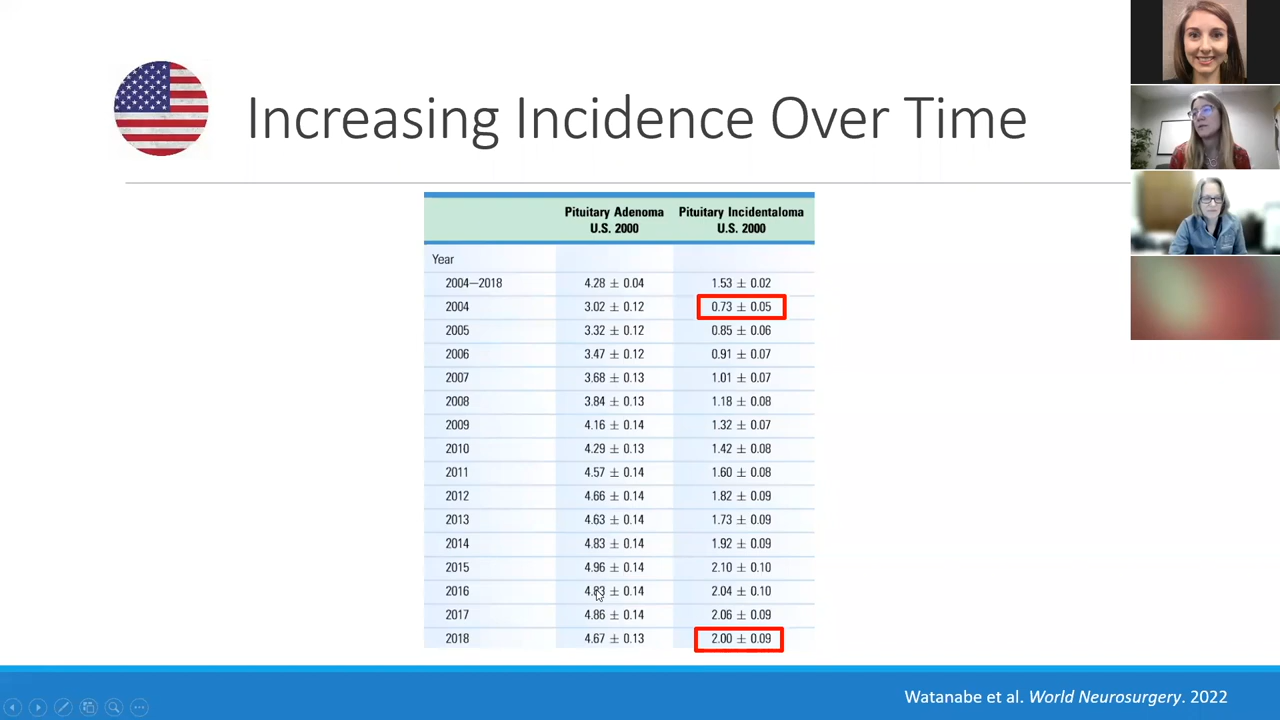 Increasing Incidence Over Time
Pituitary Adenoma Pituitary Incidentaloma
U.S. 2000 U.S. 2000
Year
2004–2018 4.28 ± 0.04 1.53 ± 0.02
2004 3.02 ± 0.12 0.73 ± 0.05
2005 3.32 ± 0.12 0.85 ± 0.06
2006 3.47 ± 0.12 0.91 ± 0.07
2007 3.68 ± 0.13 1.01 ± 0.07
2008 3.84 ± 0.13 1.18 ± 0.08
2009 4.16 ± 0.14 1.32 ± 0.07
2010 4.29 ± 0.13 1.42 ± 0.08
2011 4.57 ± 0.14 1.60 ± 0.08
2012 4.66 ± 0.14 1.82 ± 0.09
2013 4.63 ± 0.14 1.73 ± 0.09
2014 4.83 ± 0.14 1.92 ± 0.09
2015 4.96 ± 0.14 2.10 ± 0.10
2016 ± 0.14 2.04 ± 0.10
2017 4.86 ± 0.14 2.06 ± 0.09
2018 4.67 ± 0.13 2.00 ± 0.09
Watanabe et al. World Neurosurgery. 2022